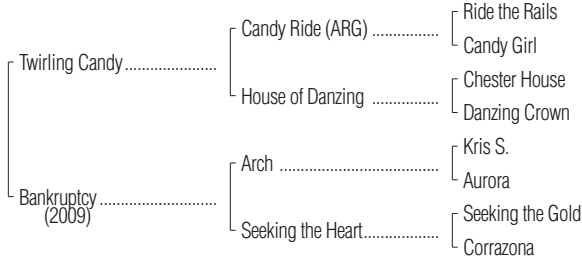 Ride the Rails
Candy Ride (ARG) ................
Candy Girl
Twirling Candy ......................
Chester House
House of Danzing ................
Danzing Crown
Kris S.
Arch ......................................
Aurora
Bankruptcy ...........................
(2009)
Seeking the Gold
Seeking the Heart..................
Corrazona